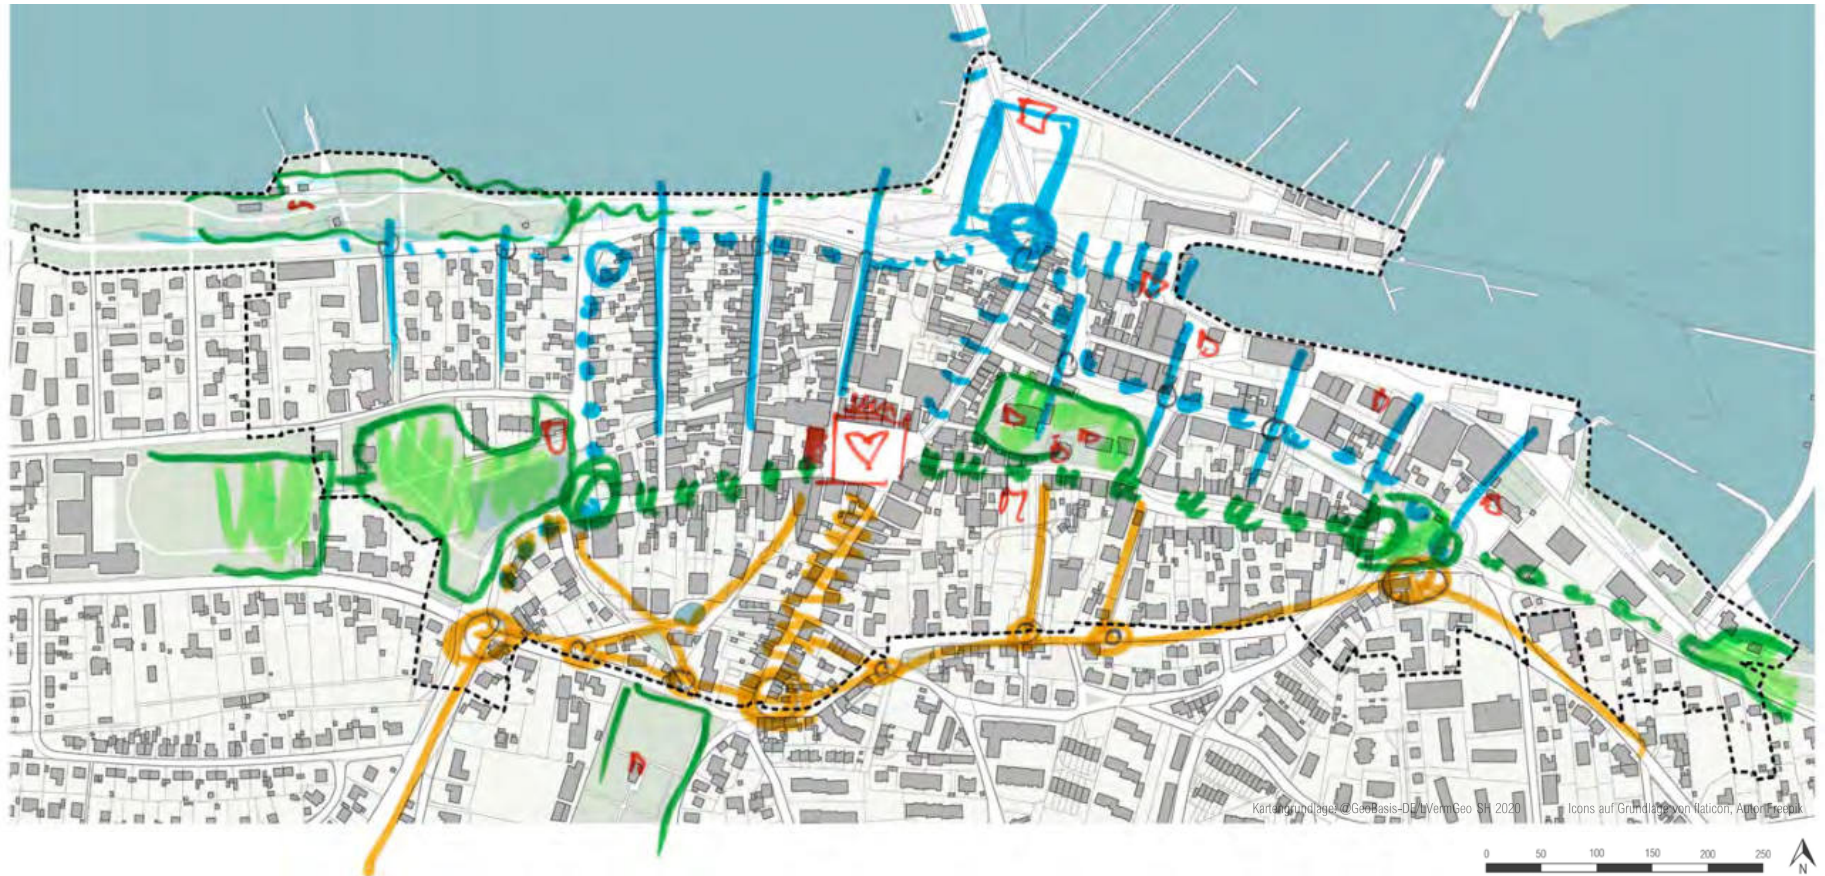 Kartengrundlage: @GeoBasis-DE/LVermGeo SH 2020
Icons auf Grundlage von flaticon, Autor Freepik
0 50 100 150 200 250
N